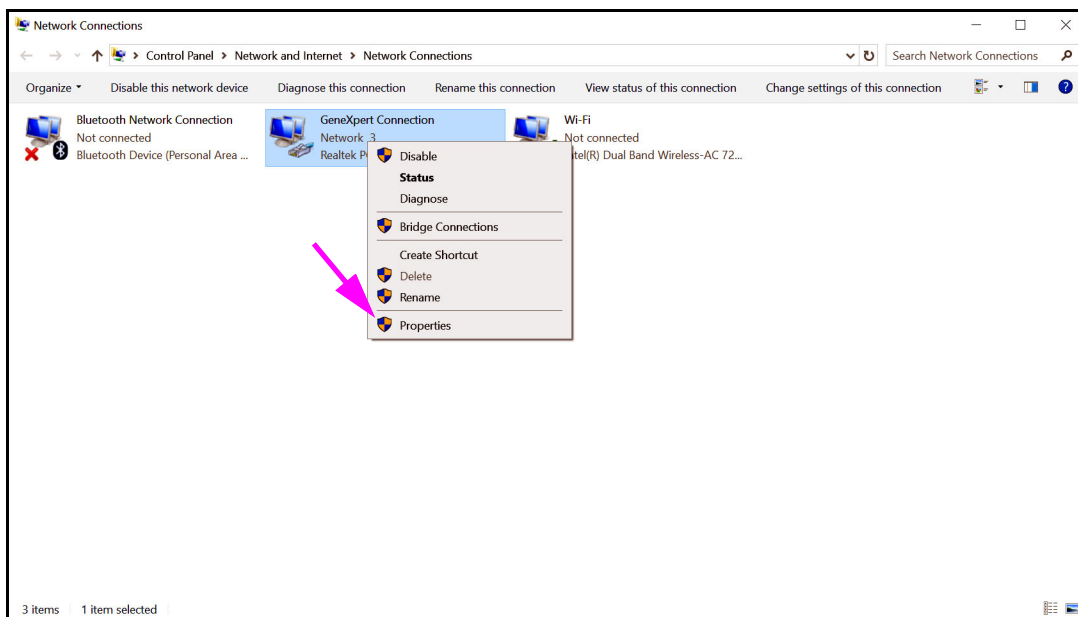 Network Connections
Control Panel > Network and Internet > Network Connections
Search Network Connections
Organize Disable this network device Diagnose this connection Rename this connection View status of this connection Change settings of this connection
Bluetooth Network Connection
Not connected
Bluetooth Device (Personal Area ...
GeneXpert Connection
Network 3
Realtek
Wi-Fi
Not connected
Dual Band Wireless-AC 72...
Disable
Status
Diagnose
Bridge Connections
Create Shortcut
Delete
Rename
Properties
3 items 1 item selected